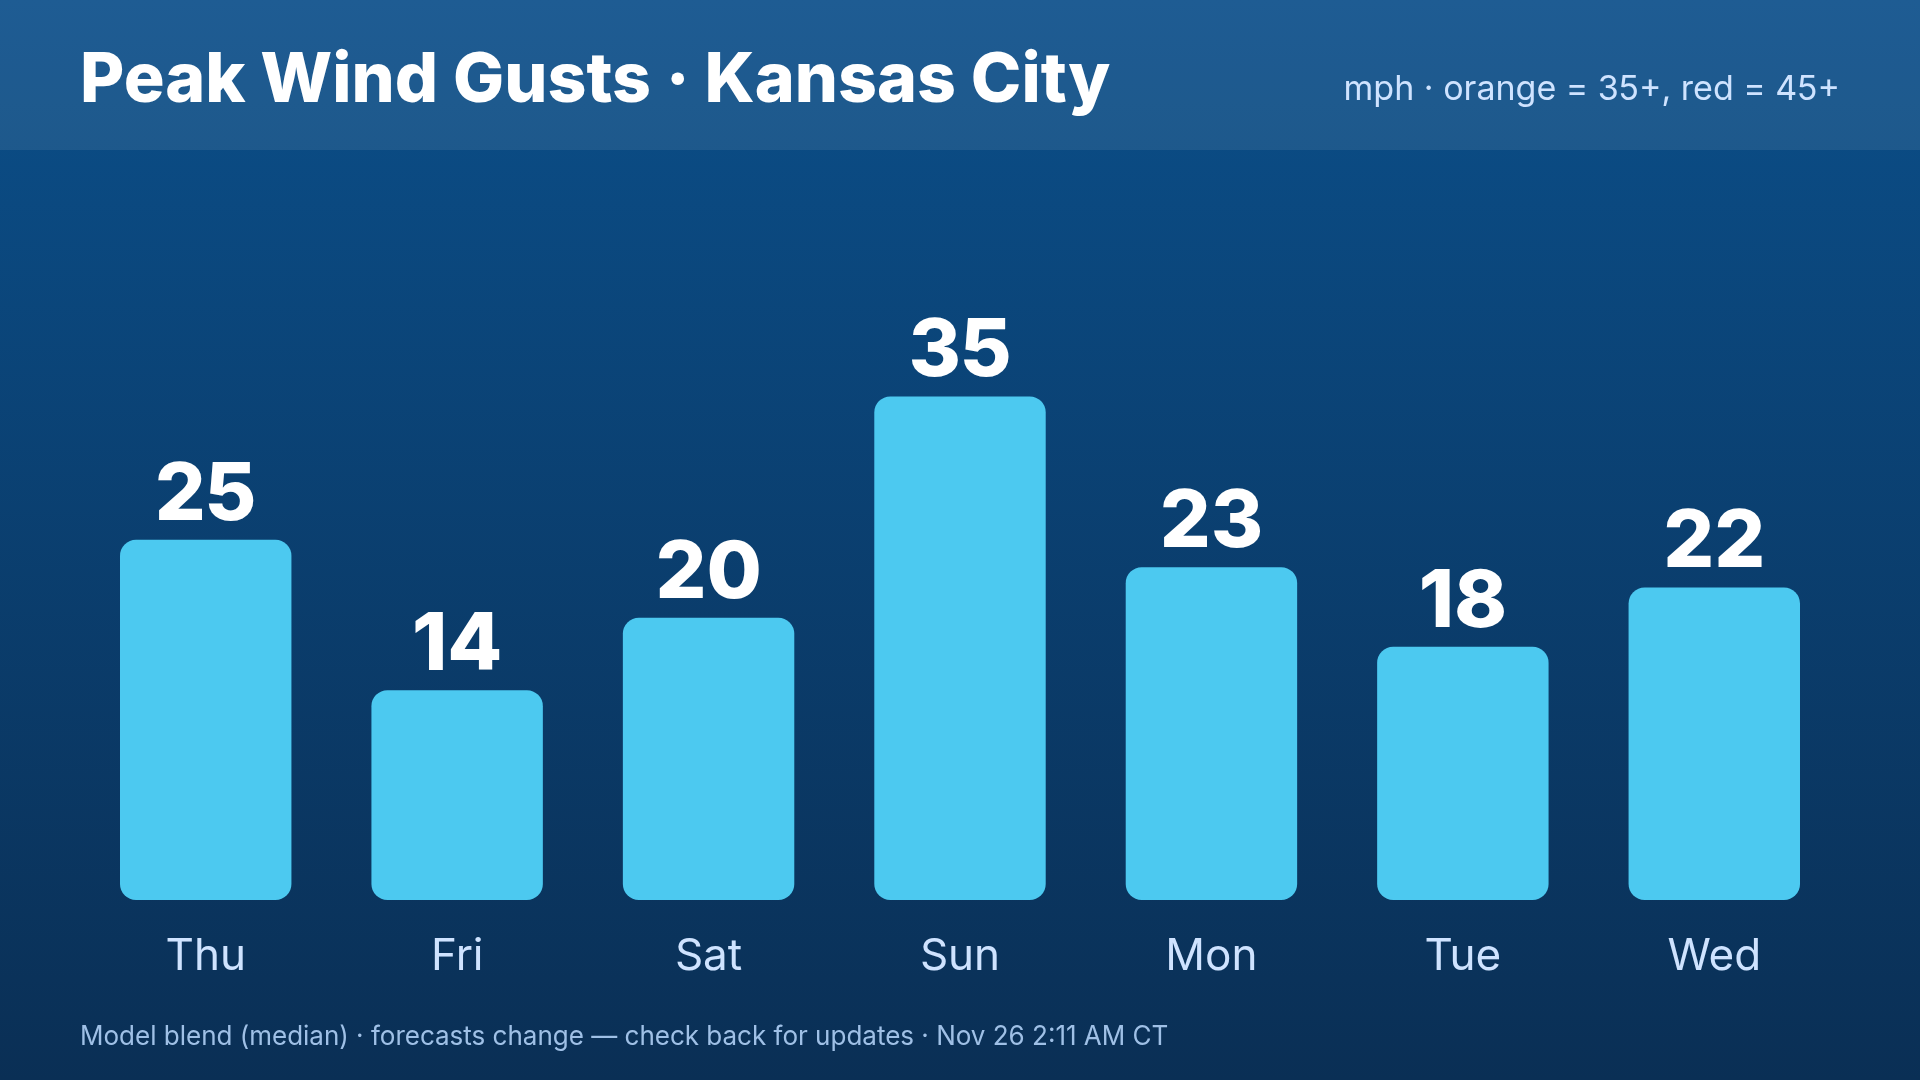 Peak Wind Gusts · Kansas City
mph · orange = 35+, red = 45+
35
25
23
20
22
18
14
Thu Fri Sat Sun Mon Tue Wed
Model blend (median) · forecasts change — check back for updates · Nov 26 2:11 AM CT